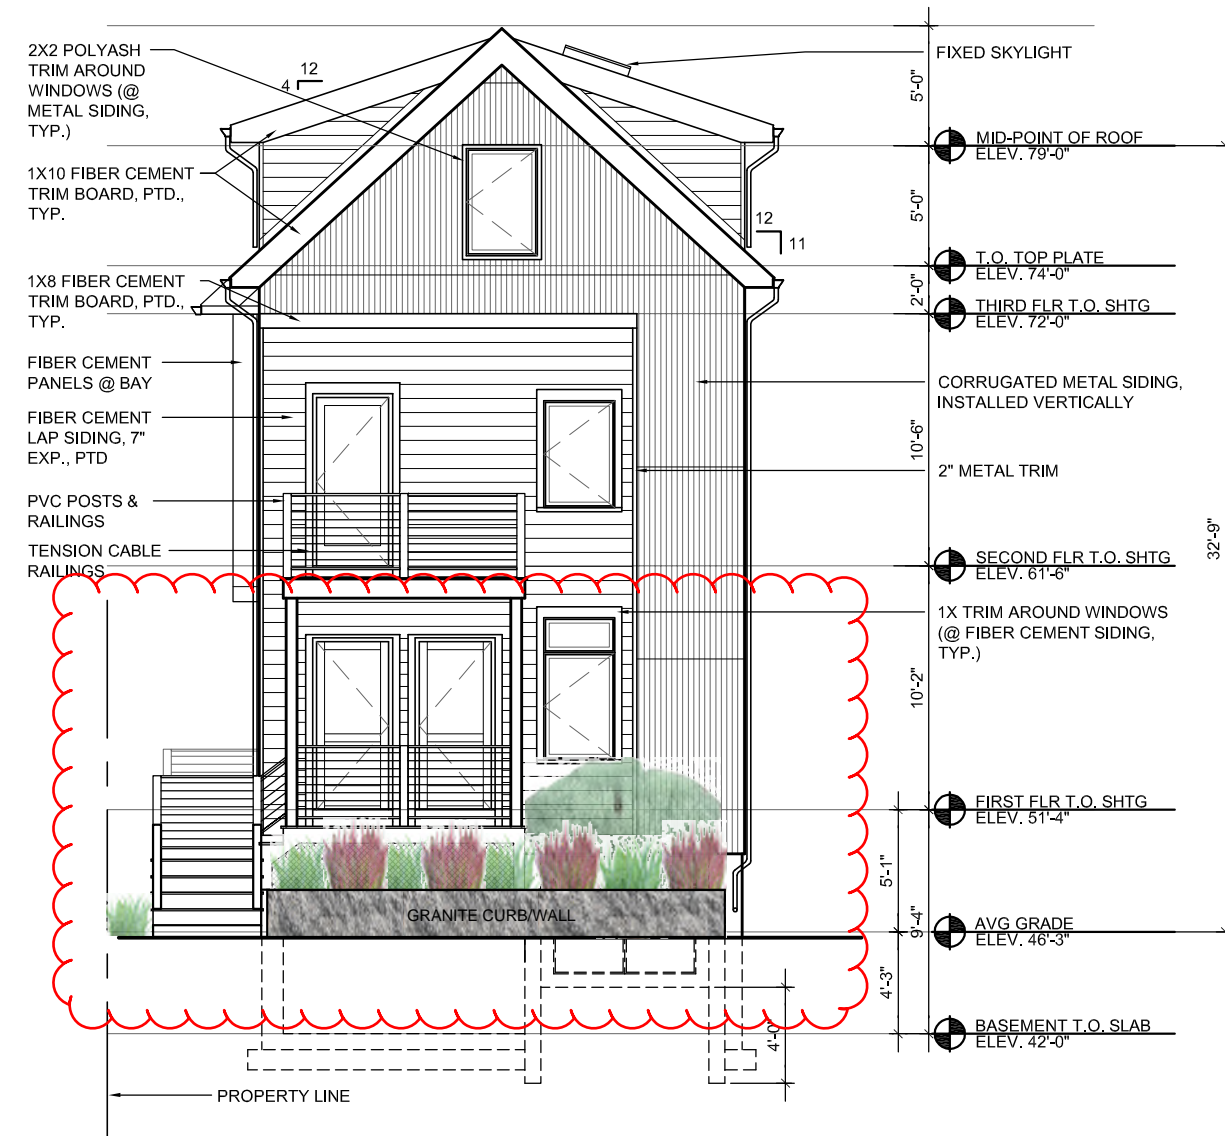 2X2 POLYASH
TRIM AROUND
WINDOWS (@
METAL SIDING,
TYP.)
12
4
FIXED SKYLIGHT
5'-0"
MID-POINT OF ROOF
ELEV. 79'-0"
1X10 FIBER CEMENT
TRIM BOARD, PTD.,
TYP.
12
11
5'-0"
T.O. TOP PLATE
ELEV. 74'-0"
1X8 FIBER CEMENT
TRIM BOARD, PTD.,
TYP.
2'-0"
THIRD FLR T.O. SHTG
ELEV. 72'-0"
FIBER CEMENT
PANELS @ BAY
CORRUGATED METAL SIDING,
INSTALLED VERTICALLY
FIBER CEMENT
LAP SIDING, 7"
EXP., PTD
10'-6"
2" METAL TRIM
PVC POSTS &
RAILINGS
TENSION CABLE
RAILINGS
32'-9"
SECOND FLR T.O. SHTG
ELEV. 61'-6"
1X TRIM AROUND WINDOWS
(@ FIBER CEMENT SIDING,
TYP.)
10'-2"
FIRST FLR T.O. SHTG
ELEV. 51'-4"
5'-1"
GRANITE CURB/WALL
9'-4"
AVG GRADE
ELEV. 46'-3"
4'-3"
4'-0"
BASEMENT T.O. SLAB
ELEV. 42'-0"
PROPERTY LINE